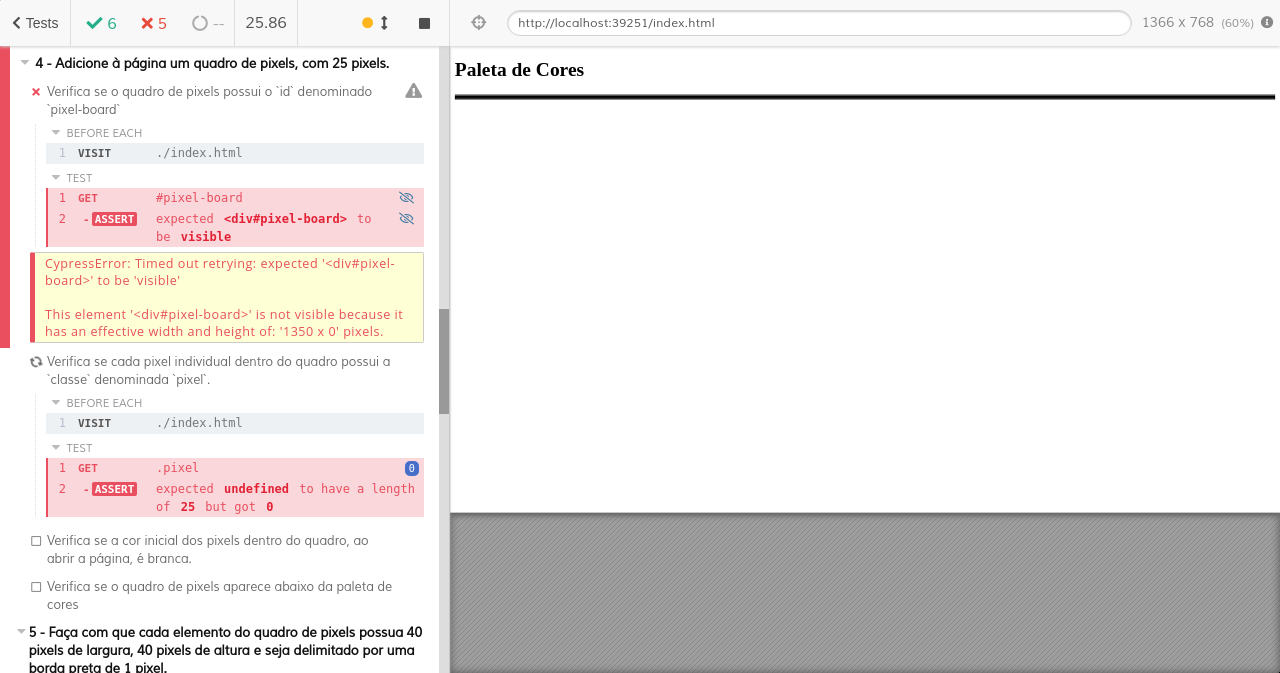 Tests 6 5 -- 25.86 http://localhost:39251/index.html 1366 x 768 (60%)
4 - Adicione à página um quadro de pixels, com 25 pixels.
Verifica se o quadro de pixels possui o `id` denominado
`pixel-board`
BEFORE EACH
1 VISIT ./index.html
TEST
1 GET #pixel-board
2 - ASSERT expected <div#pixel-board> to
be visible
CypressError: Timed out retrying: expected '<div#pixel-
board>' to be 'visible'
This element '<div#pixel-board>' is not visible because it
has an effective width and height of: '1350 x 0' pixels.
Verifica se cada pixel individual dentro do quadro possui a
`classe` denominada `pixel`.
BEFORE EACH
1 VISIT ./index.html
TEST
1 GET .pixel 0
2 - ASSERT expected undefined to have a length
of 25 but got 0
Verifica se a cor inicial dos pixels dentro do quadro, ao
abrir a página, é branca.
Verifica se o quadro de pixels aparece abaixo da paleta de
cores
5 - Faça com que cada elemento do quadro de pixels possua 40
pixels de largura, 40 pixels de altura e seja delimitado por uma
borda preta de 1 pixel.
Paleta de Cores